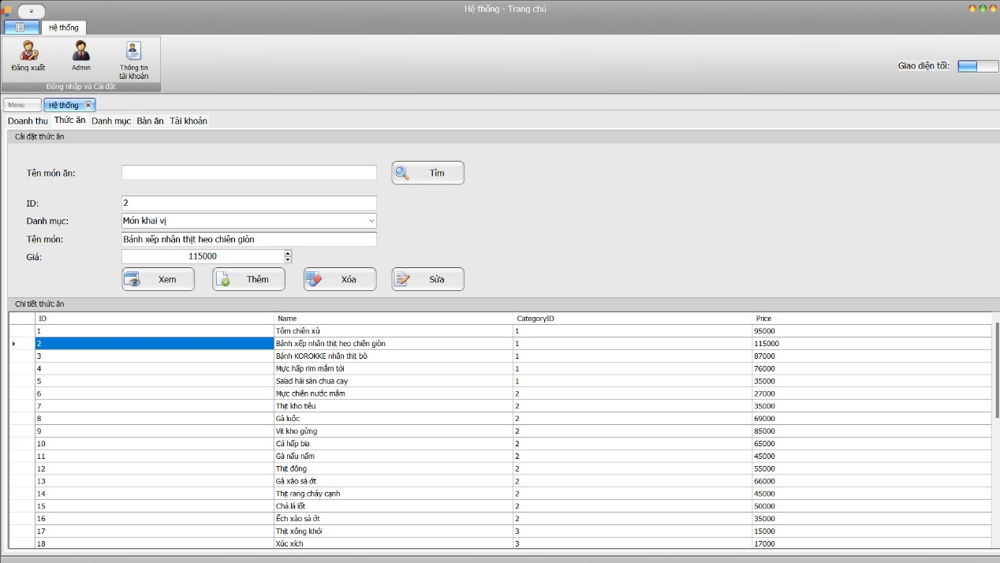 Hệ thống - Trang chủ
Hệ thống
Đăng xuất
Admin
Thông tin
tài khoản
Đăng nhập và Cài đặt
Giao diện tối:
Menu
Hệ thống
Doanh thu Thức ăn Danh mục Bàn ăn Tài khoản
Cài đặt thức ăn
Tên món ăn:
Tìm
ID: 2
Danh mục: Món khai vị
Tên món: Bánh xếp nhân thịt heo chiên giòn
Giá: 115000
Xem Thêm Xóa Sửa
Chi tiết thức ăn
ID Name CategoryID Price
1 Tôm chiên xù 1 95000
2 Bánh xếp nhân thịt heo chiên giòn 1 115000
3 Bánh KOROKKE nhân thịt bò 1 87000
4 Mực hấp rim mắm tỏi 1 76000
5 Salad hải sản chua cay 1 35000
6 Mực chiên nước mắm 2 27000
7 Thịt kho tiêu 2 35000
8 Gà luộc 2 69000
9 Vịt kho gừng 2 85000
10 Cá hấp bia 2 65000
11 Gà nấu nấm 2 45000
12 Thịt đông 2 55000
13 Gà xào sả ớt 2 66000
14 Thịt rang cháy cạnh 2 45000
15 Chả lá lốt 2 50000
16 Ếch xào sả ớt 2 35000
17 Thịt xông khói 3 15000
18 Xúc xích 3 17000